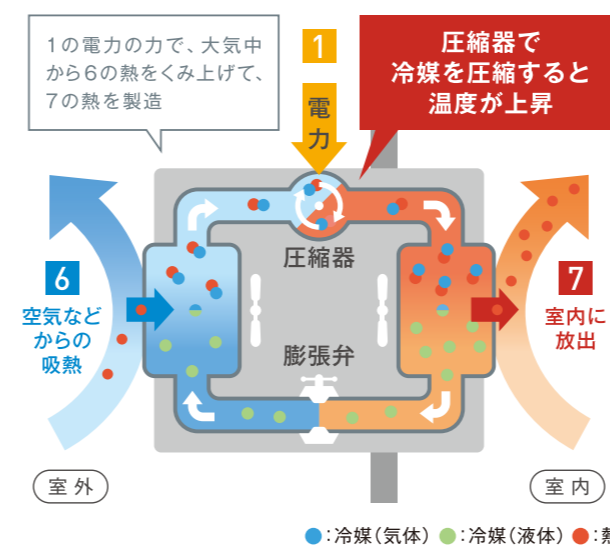 1の電力の力で、大気中
から6の熱をくみ上げて、
7の熱を製造
1
電力
圧縮器で
冷媒を圧縮すると
温度が上昇
圧縮器
6
空気など
からの
吸熱
7
室内に
放出
膨張弁
室外
室内
●:冷媒(気体) ●:冷媒(液体) ●: